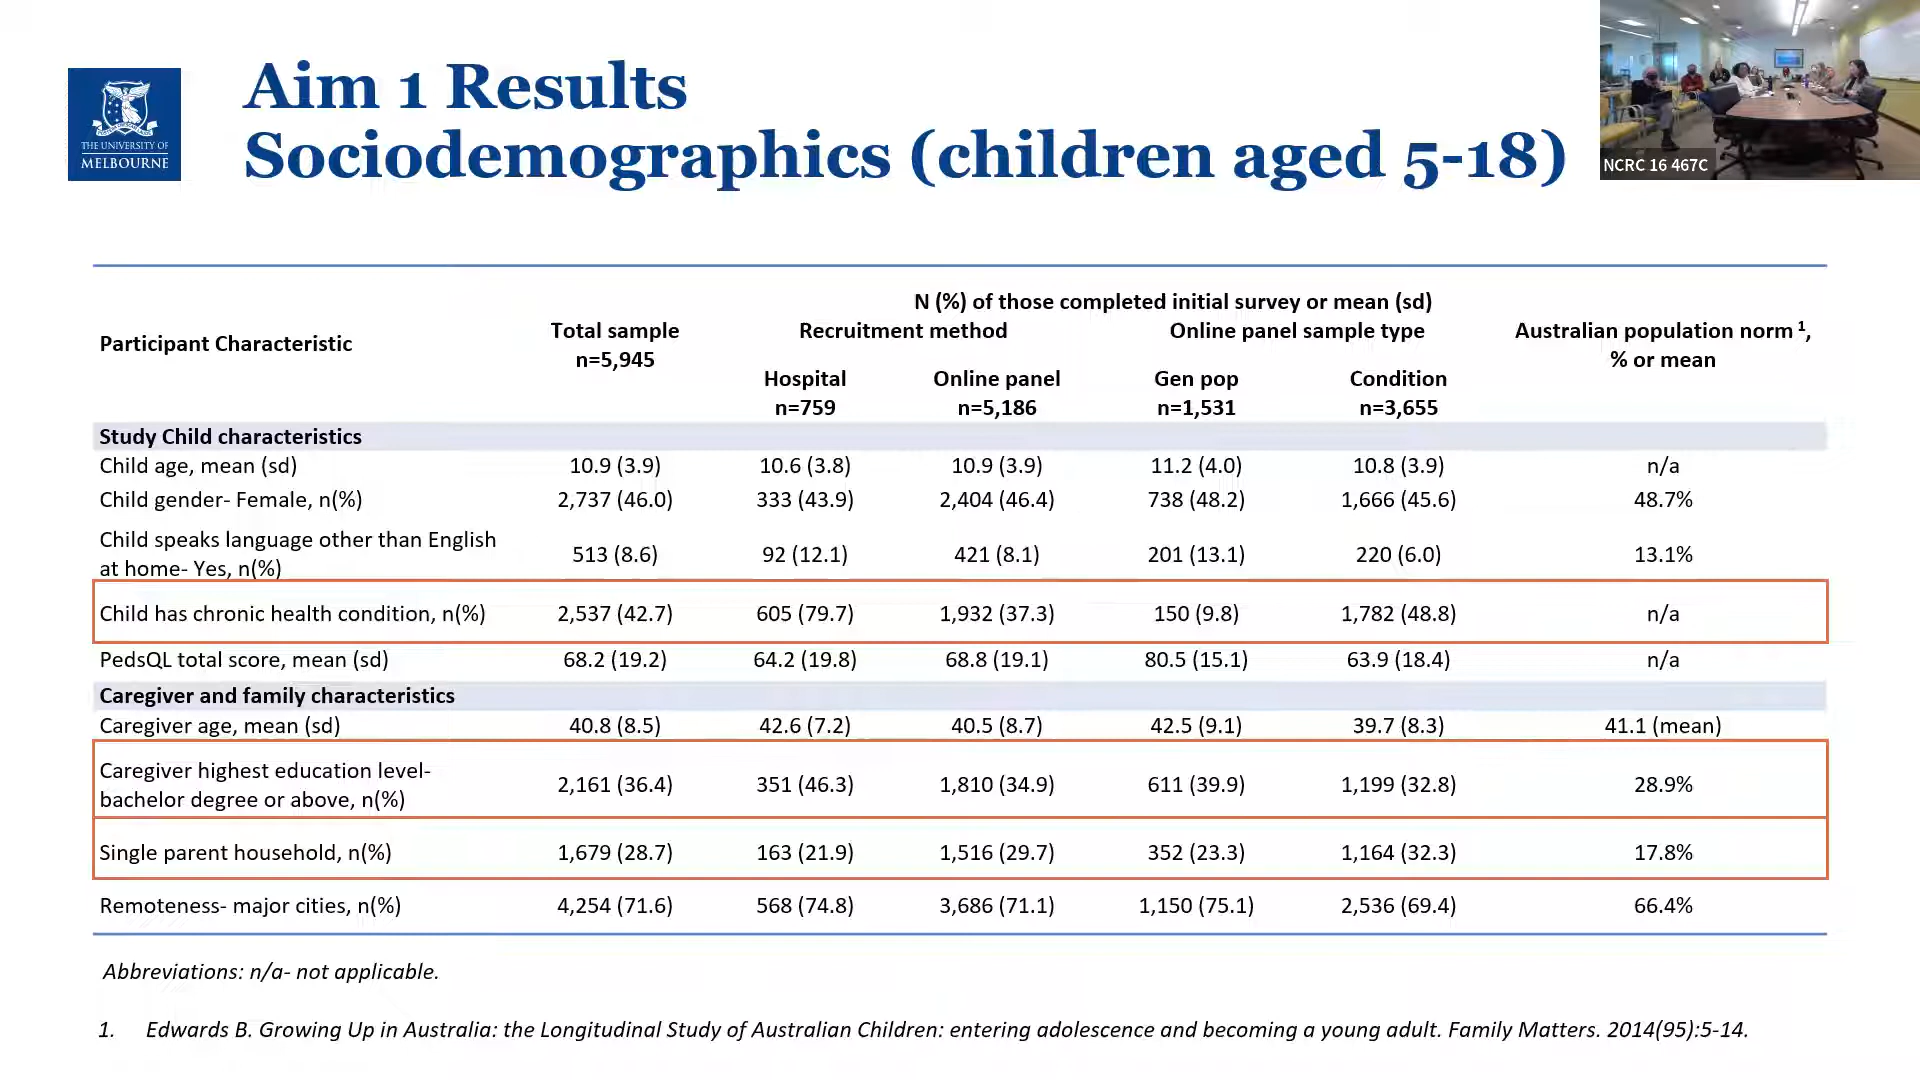 THE UNIVERSITY OF
MELBOURNE
Aim 1 Results
Sociodemographics (children aged 5-18)
NCRC 16 467C
N (%) of those completed initial survey or mean (sd)
Participant Characteristic
Total sample
n=5,945
Recruitment method
Online panel sample type
Australian population norm 1,
% or mean
Hospital
n=759
Online panel
n=5,186
Gen pop
n=1,531
Condition
n=3,655
Study Child characteristics
Child age, mean (sd) 10.9 (3.9) 10.6 (3.8) 10.9 (3.9) 11.2 (4.0) 10.8 (3.9) n/a
Child gender- Female, n(%) 2,737 (46.0) 333 (43.9) 2,404 (46.4) 738 (48.2) 1,666 (45.6) 48.7%
Child speaks language other than English
at home- Yes, n(%) 513 (8.6) 92 (12.1) 421 (8.1) 201 (13.1) 220 (6.0) 13.1%
Child has chronic health condition, n(%) 2,537 (42.7) 605 (79.7) 1,932 (37.3) 150 (9.8) 1,782 (48.8) n/a
PedsQL total score, mean (sd) 68.2 (19.2) 64.2 (19.8) 68.8 (19.1) 80.5 (15.1) 63.9 (18.4) n/a
Caregiver and family characteristics
Caregiver age, mean (sd) 40.8 (8.5) 42.6 (7.2) 40.5 (8.7) 42.5 (9.1) 39.7 (8.3) 41.1 (mean)
Caregiver highest education level-
bachelor degree or above, n(%) 2,161 (36.4) 351 (46.3) 1,810 (34.9) 611 (39.9) 1,199 (32.8) 28.9%
Single parent household, n(%) 1,679 (28.7) 163 (21.9) 1,516 (29.7) 352 (23.3) 1,164 (32.3) 17.8%
Remoteness- major cities, n(%) 4,254 (71.6) 568 (74.8) 3,686 (71.1) 1,150 (75.1) 2,536 (69.4) 66.4%
Abbreviations: n/a- not applicable.
1. Edwards B. Growing Up in Australia: the Longitudinal Study of Australian Children: entering adolescence and becoming a young adult. Family Matters. 2014(95):5-14.